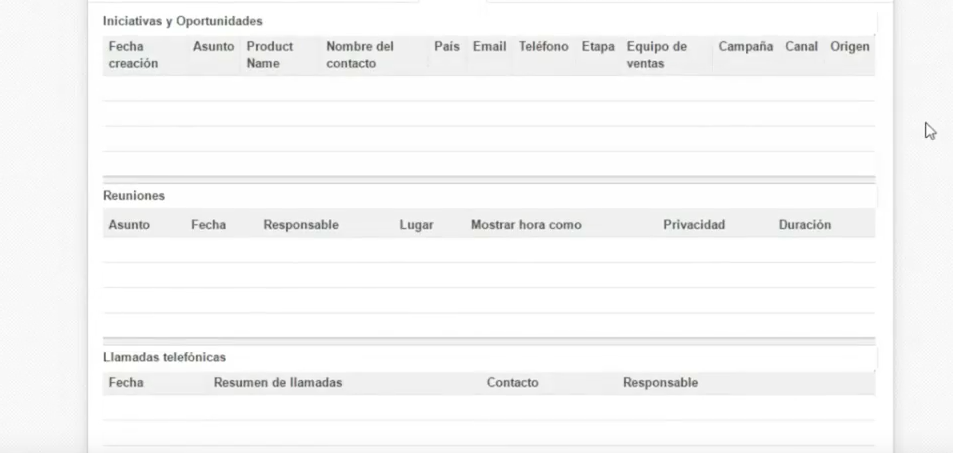 Iniciativas y Oportunidades
Fecha creación Asunto Product Name Nombre del contacto País Email Teléfono Etapa Equipo de ventas Campaña Canal Origen
Reuniones
Asunto Fecha Responsable Lugar Mostrar hora como Privacidad Duración
Llamadas telefónicas
Fecha Resumen de llamadas Contacto Responsable